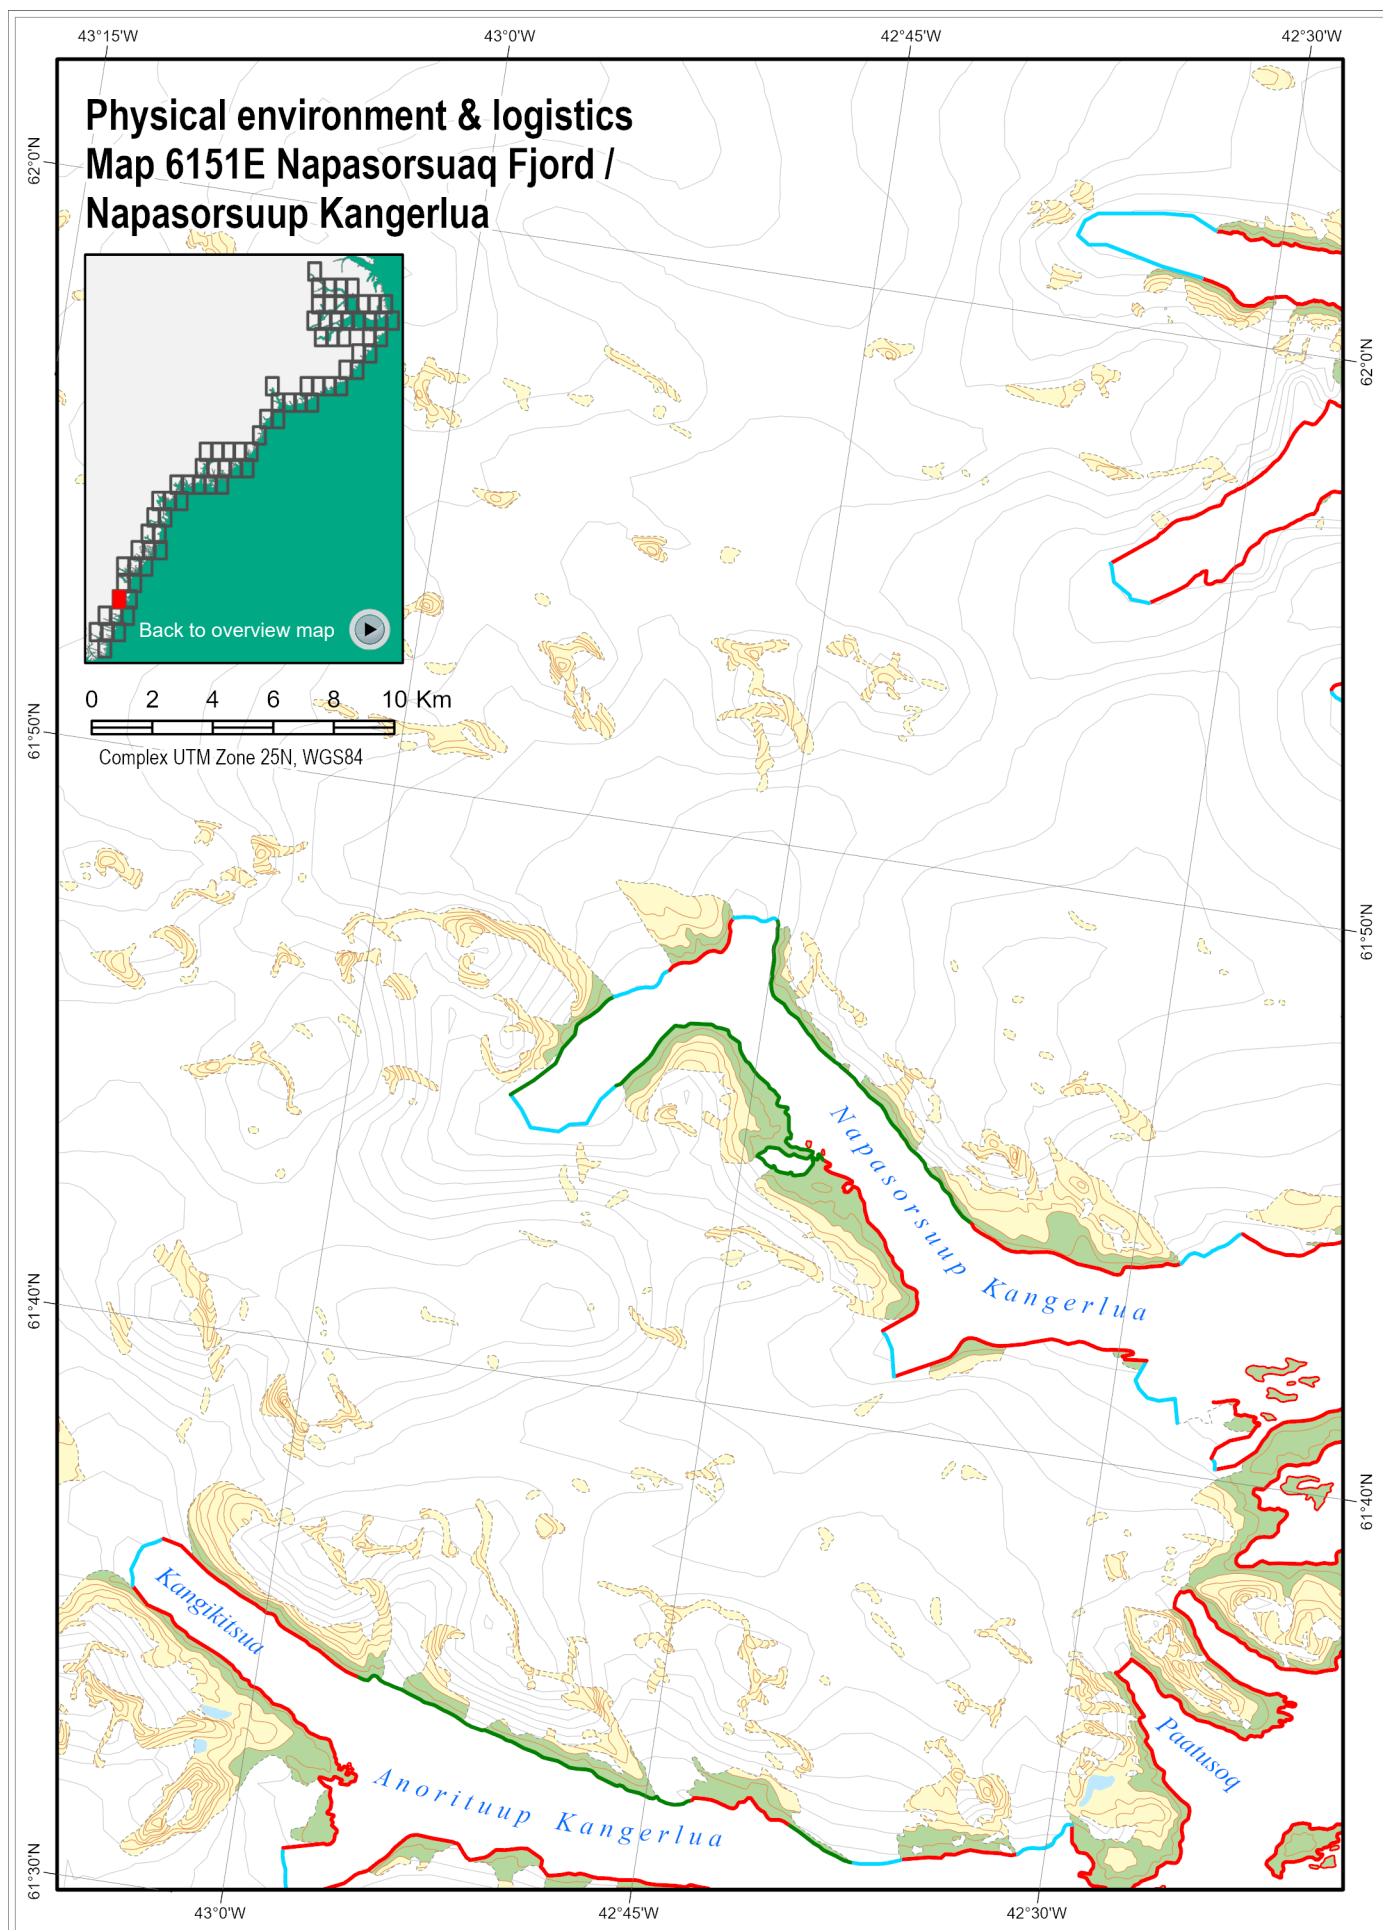 43°15'W
43°0'W
42°45'W
42°30'W
Physical environment & logistics
Map 6151E Napasorsuaq Fjord /
Napasorsuup Kangerlua
62°0'N
62°0'N
Back to overview map
0 2 4 6 8 10 Km
Complex UTM Zone 25N, WGS84
61°50'N
61°50'N
Napasorsuup Kangerlua
61°40'N
61°40'N
Kangikitsua
Paatusoq
Anorituup Kangerlua
61°30'N
43°0'W
42°45'W
42°30'W